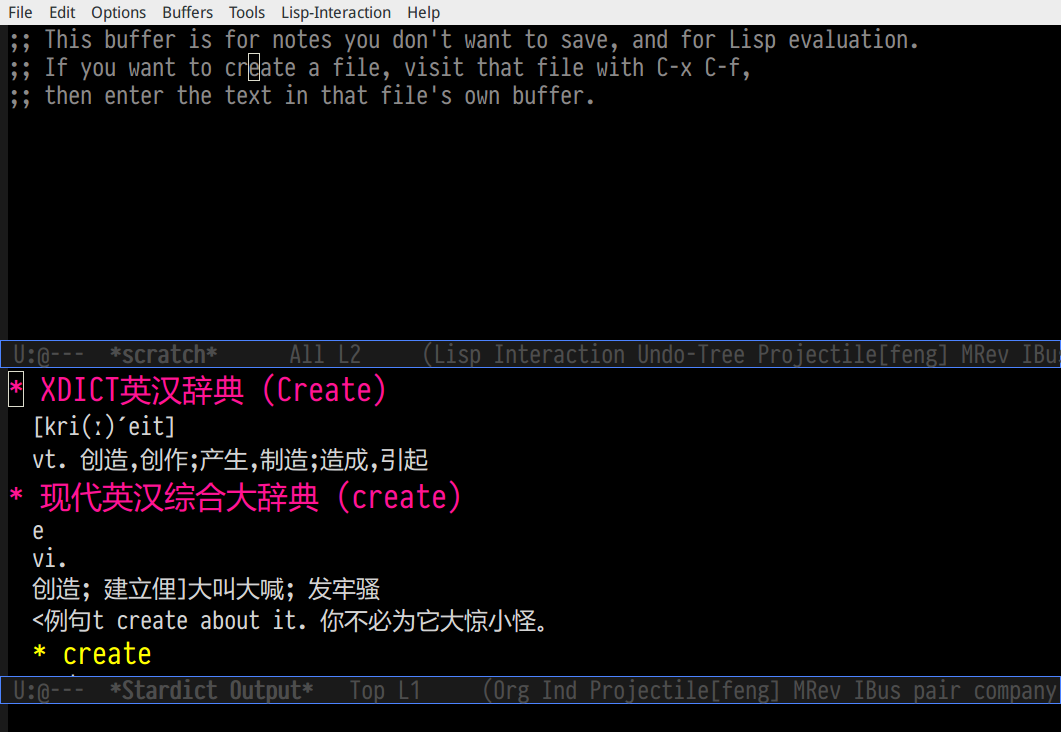 File Edit Options Buffers Tools Lisp-Interaction Help
;; This buffer is for notes you don't want to save, and for Lisp evaluation.
;; If you want to create a file, visit that file with C-x C-f,
;; then enter the text in that file's own buffer.
U:@--- *scratch* All L2 (Lisp Interaction Undo-Tree Projectile[feng] MRev IBu
* XDICT英汉辞典 (Create)
[kri(:)ˊeit]
vt. 创造,创作;产生,制造;造成,引起
* 现代英汉综合大辞典 (create)
e
vi.
创造; 建立俚]大叫大喊; 发牢骚
<例句t create about it. 你不必为它大惊小怪。
* create
U:@--- *Stardict Output* Top L1 (Org Ind Projectile[feng] MRev IBus pair company